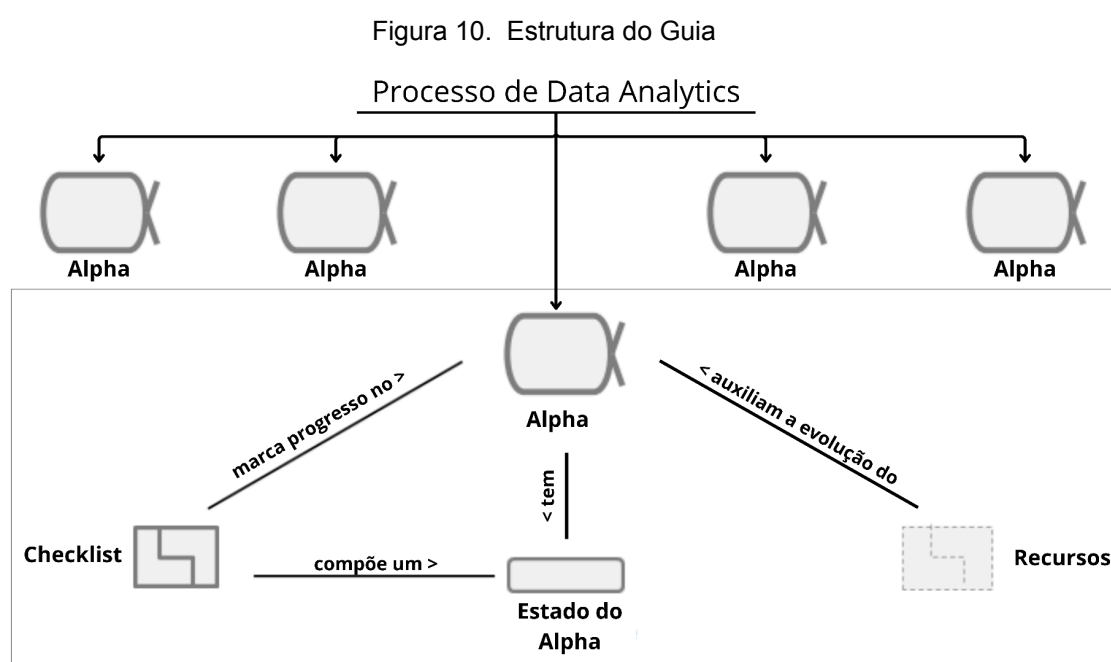 Figura 10. Estrutura do Guia
Processo de Data Analytics
Alpha
Alpha
Alpha
Alpha
Alpha
marca progresso no >
< auxiliam a evolução do
< tem
Checklist
compõe um >
Recursos
Estado do
Alpha